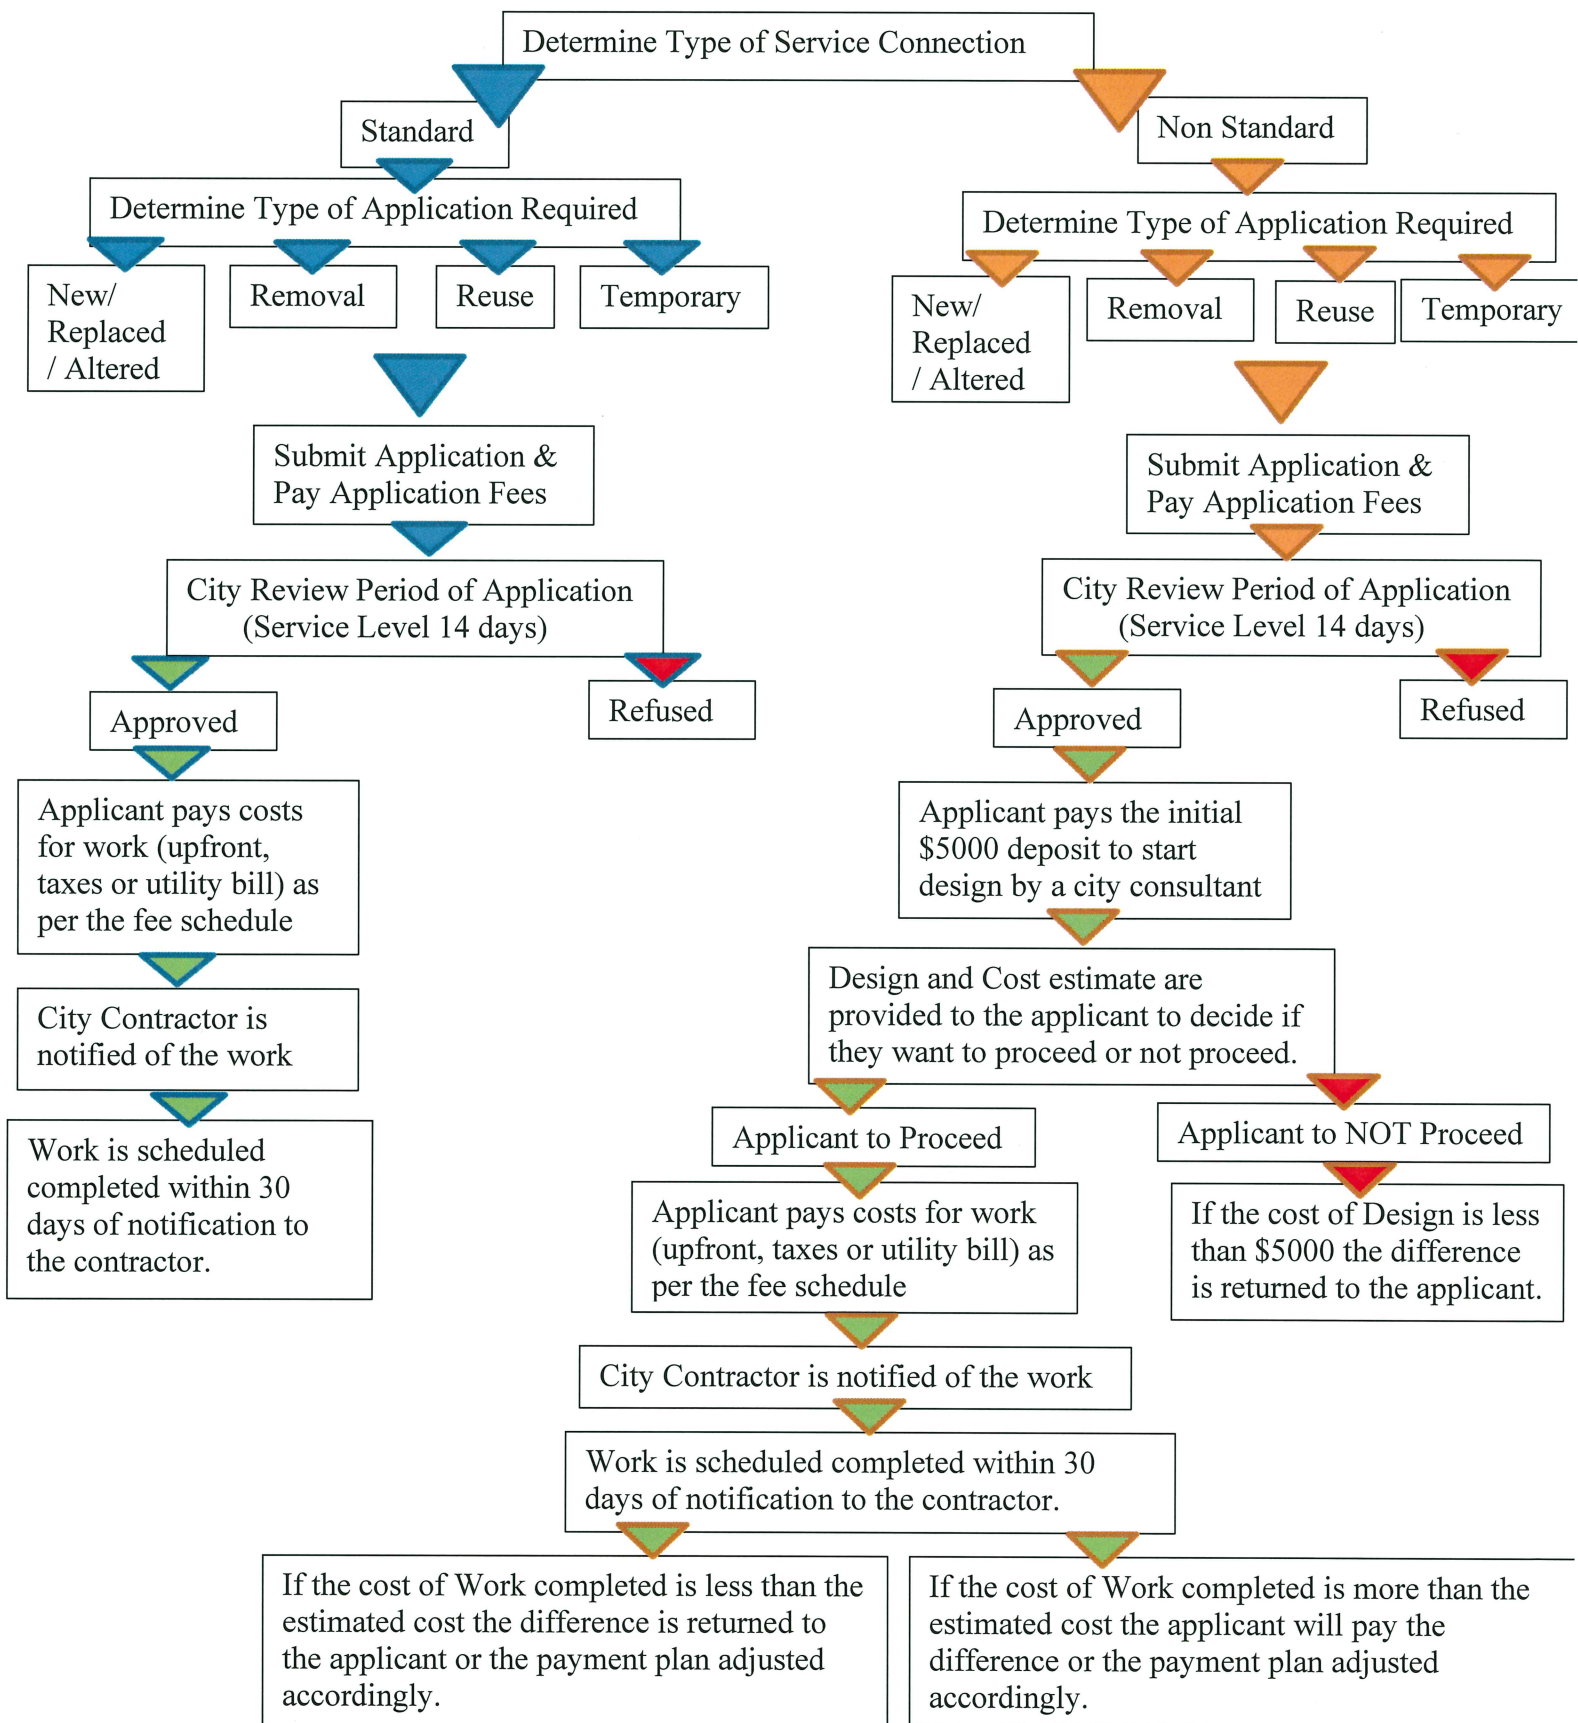 Determine Type of Service Connection
Standard
Non Standard
Determine Type of Application Required
Determine Type of Application Required
New/
Replaced
/ Altered
Removal
Reuse
Temporary
New/
Replaced
/ Altered
Removal
Reuse
Temporary
Submit Application &
Pay Application Fees
Submit Application &
Pay Application Fees
City Review Period of Application
(Service Level 14 days)
City Review Period of Application
(Service Level 14 days)
Approved
Refused
Approved
Refused
Applicant pays costs
for work (upfront,
taxes or utility bill) as
per the fee schedule
Applicant pays the initial
$5000 deposit to start
design by a city consultant
City Contractor is
notified of the work
Design and Cost estimate are
provided to the applicant to decide if
they want to proceed or not proceed.
Work is scheduled
completed within 30
days of notification to
the contractor.
Applicant to Proceed
Applicant to NOT Proceed
Applicant pays costs for work
(upfront, taxes or utility bill) as
per the fee schedule
If the cost of Design is less
than $5000 the difference
is returned to the applicant.
City Contractor is notified of the work
Work is scheduled completed within 30
days of notification to the contractor.
If the cost of Work completed is less than the
estimated cost the difference is returned to
the applicant or the payment plan adjusted
accordingly.
If the cost of Work completed is more than the
estimated cost the applicant will pay the
difference or the payment plan adjusted
accordingly.